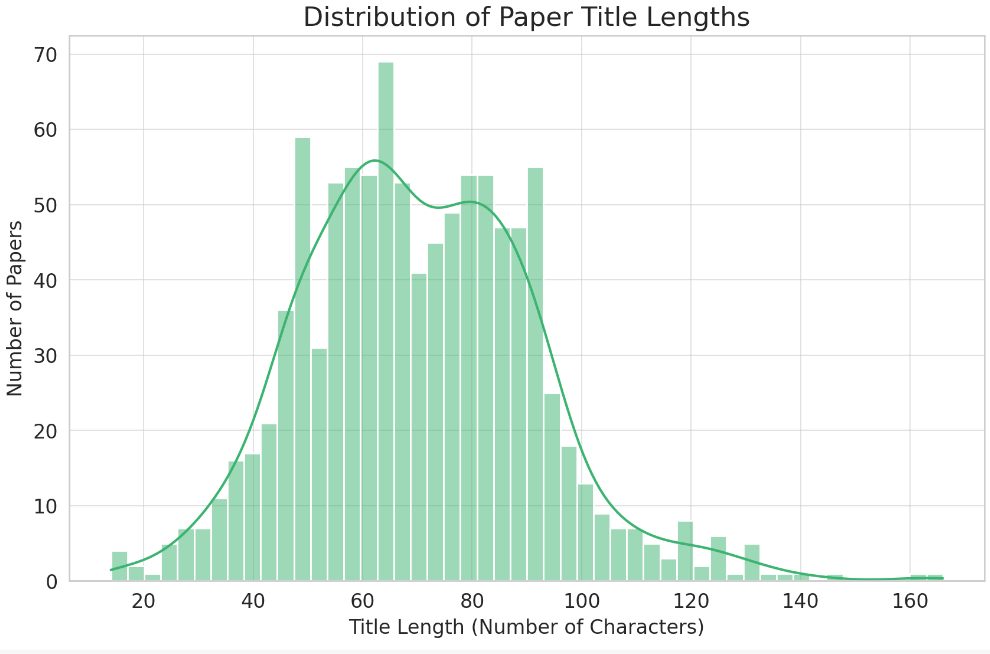 Distribution of Paper Title Lengths
70
60
50
40
30
20
10
0
Number of Papers
20 40 60 80 100 120 140 160
Title Length (Number of Characters)